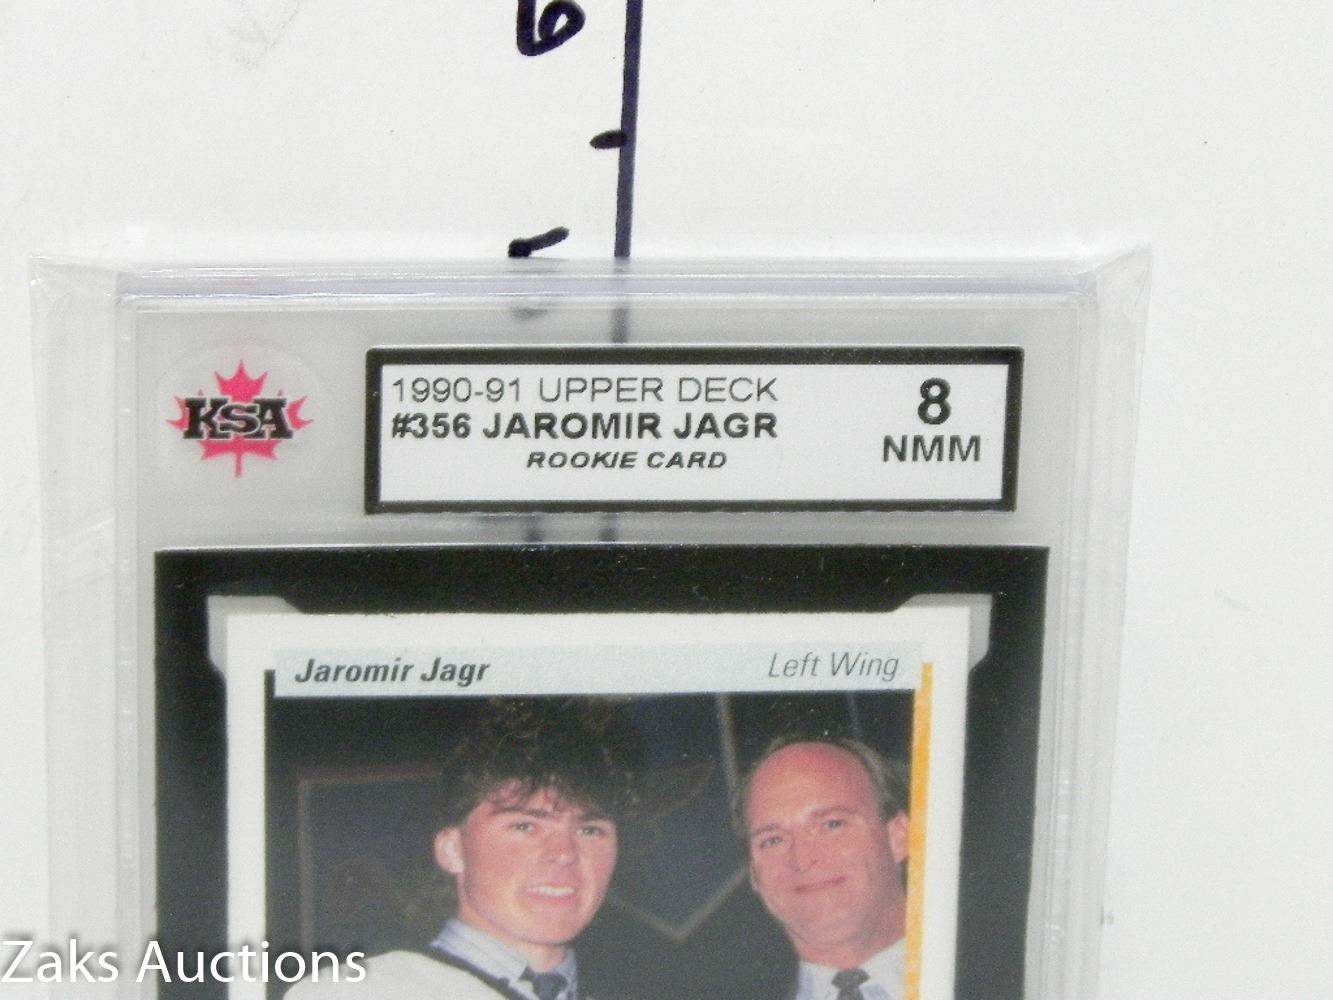 6
KSA
1990-91 UPPER DECK
#356 JAROMIR JAGR
ROOKIE CARD
8
NMM
Jaromir Jagr
Left Wing
Zaks Auctions